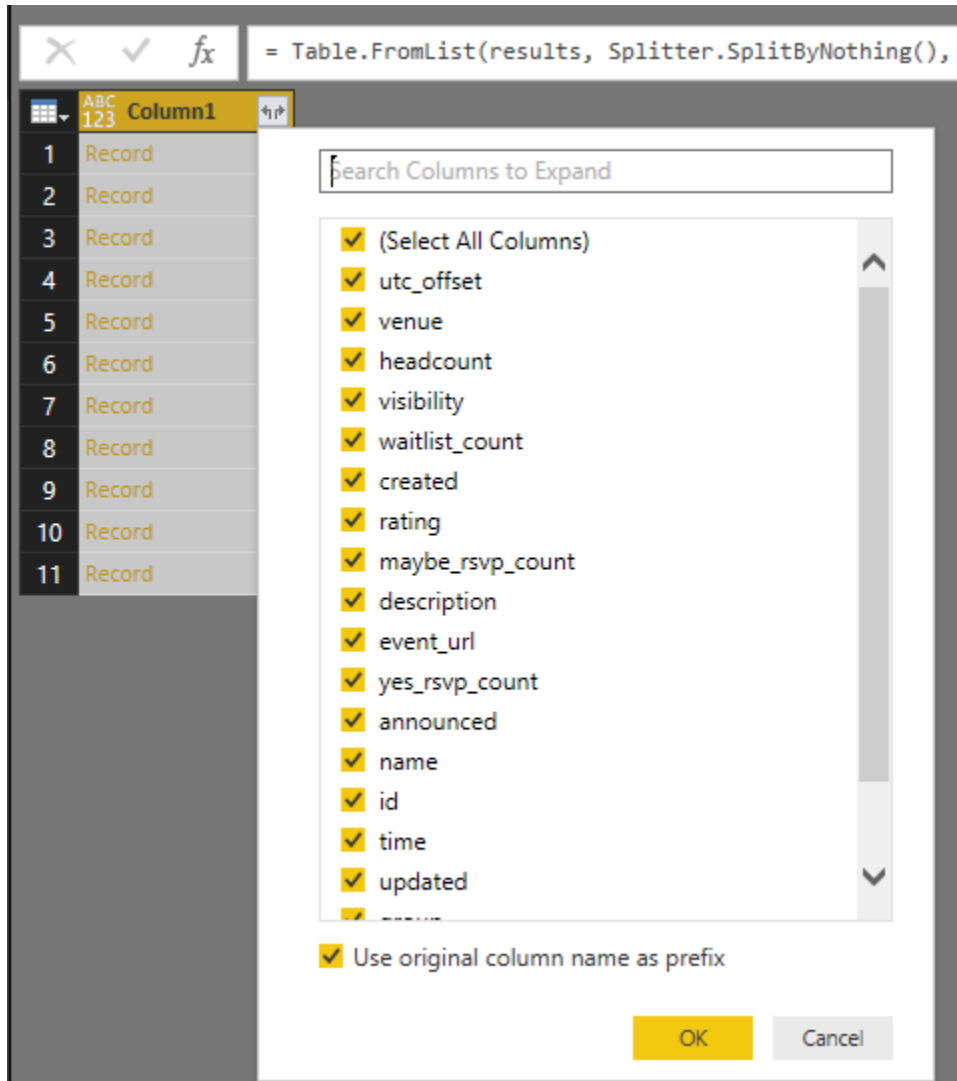 fx = Table.FromList(results, Splitter.SplitByNothing(),
ABC 123 Column1
1 Record
2 Record
3 Record
4 Record
5 Record
6 Record
7 Record
8 Record
9 Record
10 Record
11 Record
Search Columns to Expand
(Select All Columns)
utc_offset
venue
headcount
visibility
waitlist_count
created
rating
maybe_rsvp_count
description
event_url
yes_rsvp_count
announced
name
id
time
updated
Use original column name as prefix
OK Cancel